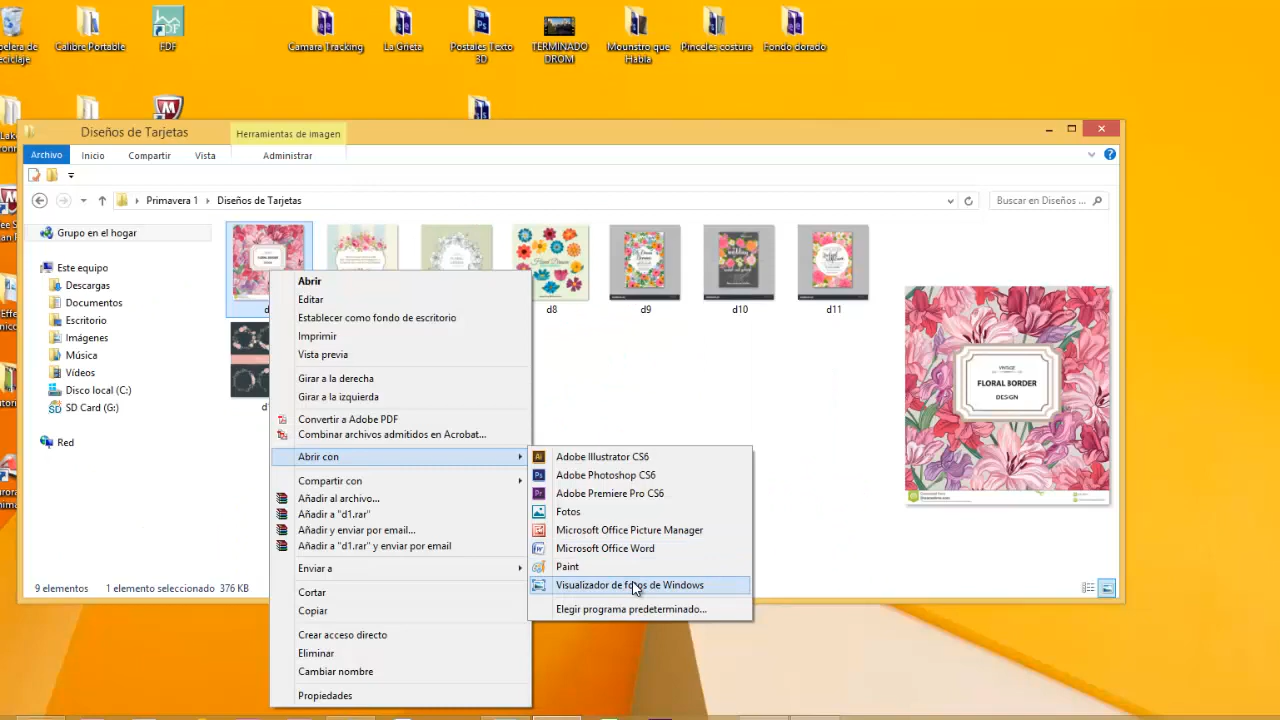 Calibre Portable
PDF
Cámara Tracking
La Grieta
Postales Texto
3D
TERMINADO
DROM
Mounstro que
Habla
Pinceles costura
Fondo dorado
Diseños de Tarjetas
Herramientas de imagen
Archivo
Inicio
Compartir
Vista
Administrar
Primavera 1
Diseños de Tarjetas
Buscar en Diseños ...
Grupo en el hogar
Este equipo
Descargas
Documentos
Escritorio
Imágenes
Música
Vídeos
Disco local (C:)
SD Card (G:)
Red
FLORAL BORDER
DESIGN
d8
d9
d10
d11
VINTAGE
FLORAL BORDER
DESIGN
Abrir
Editar
Establecer como fondo de escritorio
Imprimir
Vista previa
Girar a la derecha
Girar a la izquierda
Convertir a Adobe PDF
Combinar archivos admitidos en Acrobat...
Abrir con
Compartir con
Añadir al archivo...
Añadir a "d1.rar"
Añadir y enviar por email...
Añadir a "d1.rar" y enviar por email
Enviar a
Cortar
Copiar
Crear acceso directo
Eliminar
Cambiar nombre
Propiedades
Adobe Illustrator CS6
Adobe Photoshop CS6
Adobe Premiere Pro CS6
Fotos
Microsoft Office Picture Manager
Microsoft Office Word
Paint
Visualizador de fotos de Windows
Elegir programa predeterminado...
9 elementos
1 elemento seleccionado 376 KB